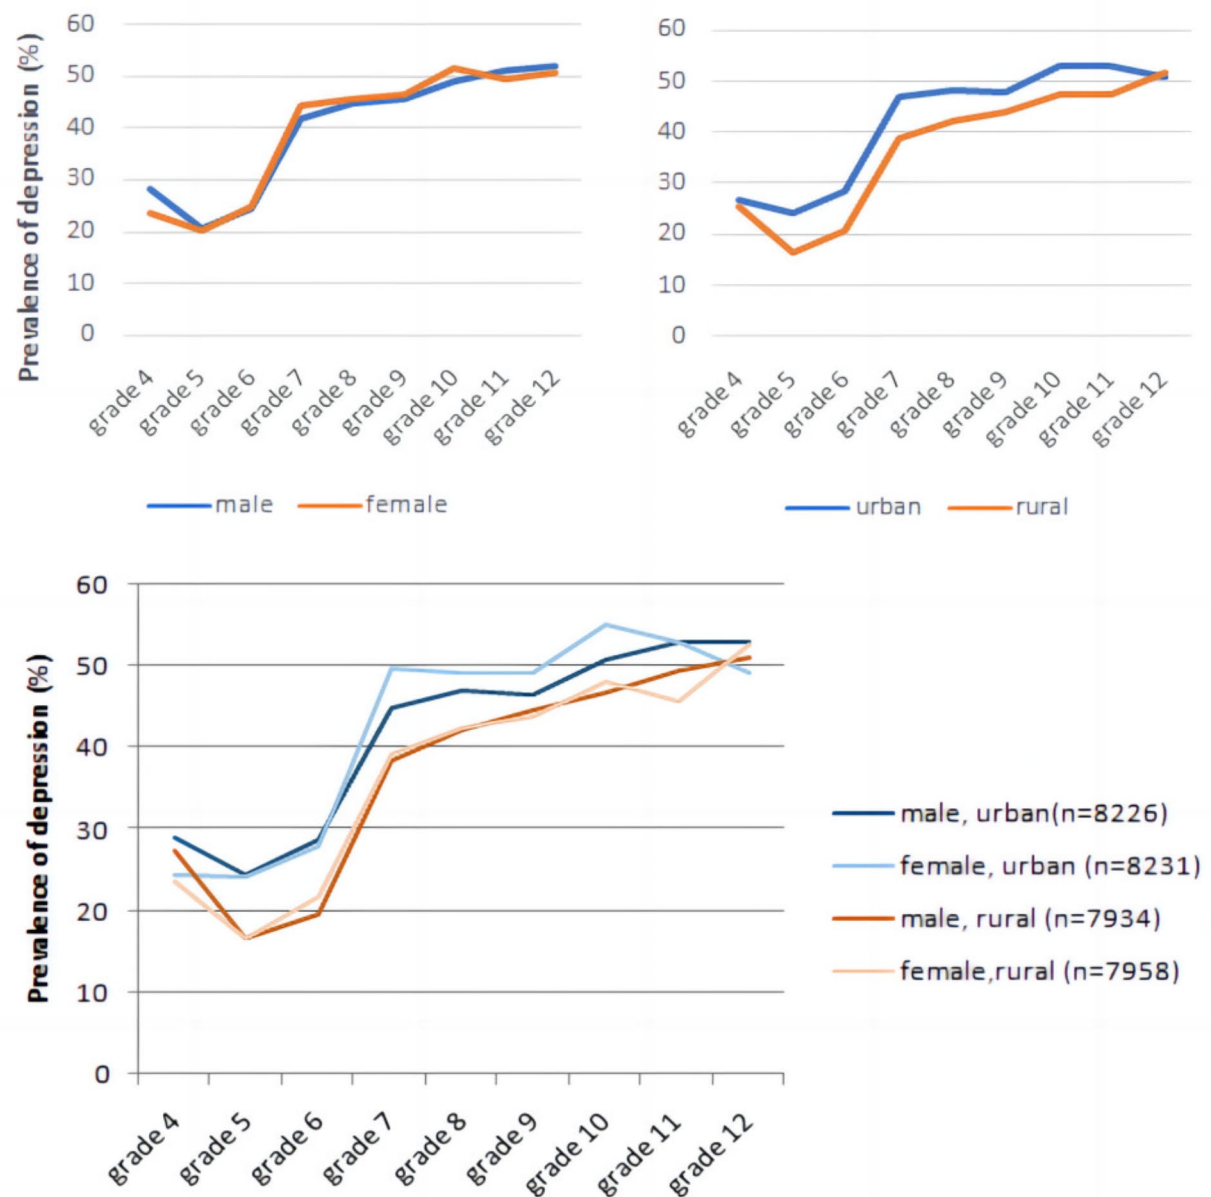 Prevalence of depression (%)
60
50
40
30
20
10
0
grade 4
grade 5
grade 6
grade 7
grade 8
grade 9
grade 10
grade 11
grade 12
male
female
60
50
40
30
20
10
0
grade 4
grade 5
grade 6
grade 7
grade 8
grade 9
grade 10
grade 11
grade 12
urban
rural
Prevalence of depression (%)
60
50
40
30
20
10
0
grade 4
grade 5
grade 6
grade 7
grade 8
grade 9
grade 10
grade 11
grade 12
male, urban(n=8226)
female, urban (n=8231)
male, rural (n=7934)
female,rural (n=7958)